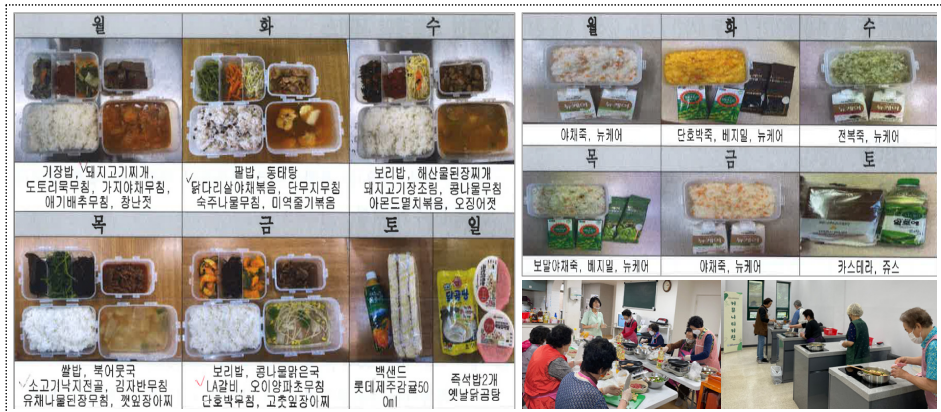 월 화 수
기장밥, 돼지고기찌개,
도토리묵무침, 가지야채무침,
애기배추무침, 창난젓
팥밥, 동태탕
닭다리살야채볶음, 단무지무침
숙주나물무침, 미역줄기볶음
보리밥, 해산물된장찌개
돼지고기장조림, 콩나물무침
아몬드멸치볶음, 오징어젓
목 금 토 일
쌀밥, 북어뭇국
소고기낙지전골, 김자반무침
유채나물된장무침, 깻잎장아찌
보리밥, 콩나물맑은국
LA갈비, 오이양파초무침
단호박무침, 고춧잎장아찌
백샌드
롯데제주감귤50
0ml
즉석밥2개
옛날닭곰탕
월 화 수
야채죽, 뉴케어
단호박죽, 베지밀, 뉴케어
전복죽, 뉴케어
목 금 토
보말야채죽, 베지밀, 뉴케어
야채죽, 뉴케어
카스테라, 쥬스